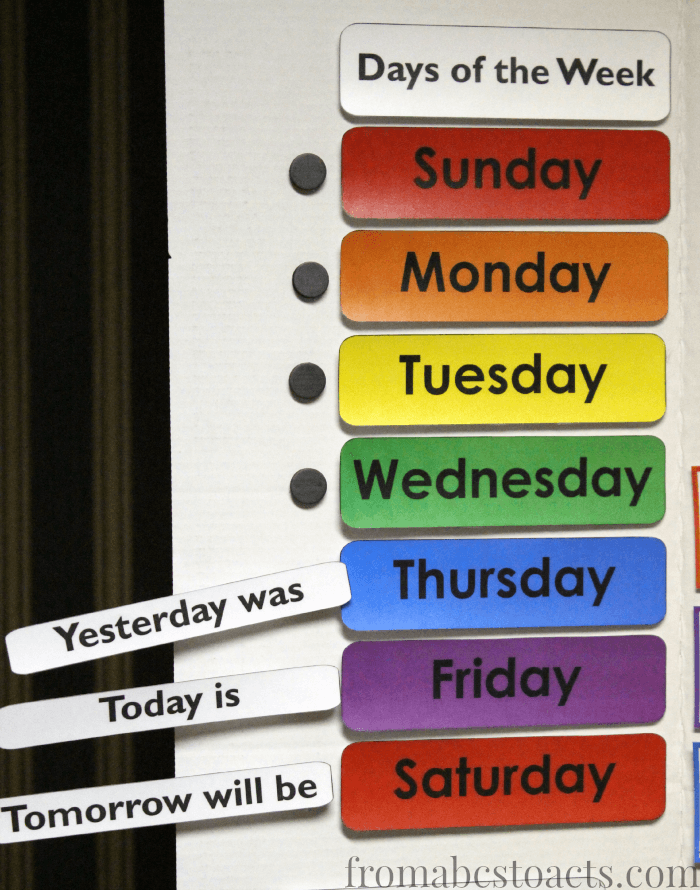 Days of the Week
Sunday
Monday
Tuesday
Wednesday
Yesterday was Thursday
Today is Friday
Tomorrow will be Saturday
fromabcstoacts.com